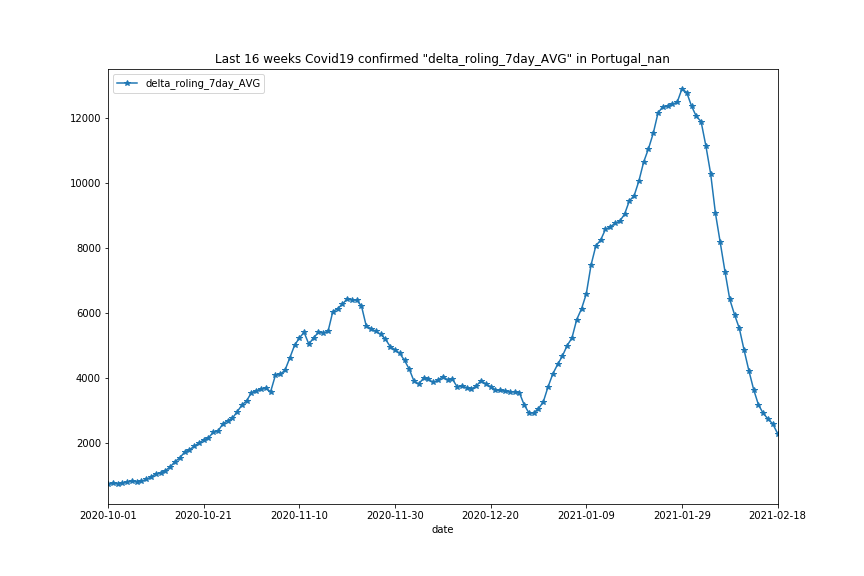 Last 16 weeks Covid19 confirmed "delta_roling_7day_AVG" in Portugal_nan
delta_roling_7day_AVG
12000
10000
8000
6000
4000
2000
2020-10-01 2020-10-21 2020-11-10 2020-11-30 2020-12-20 2021-01-09 2021-01-29 2021-02-18
date